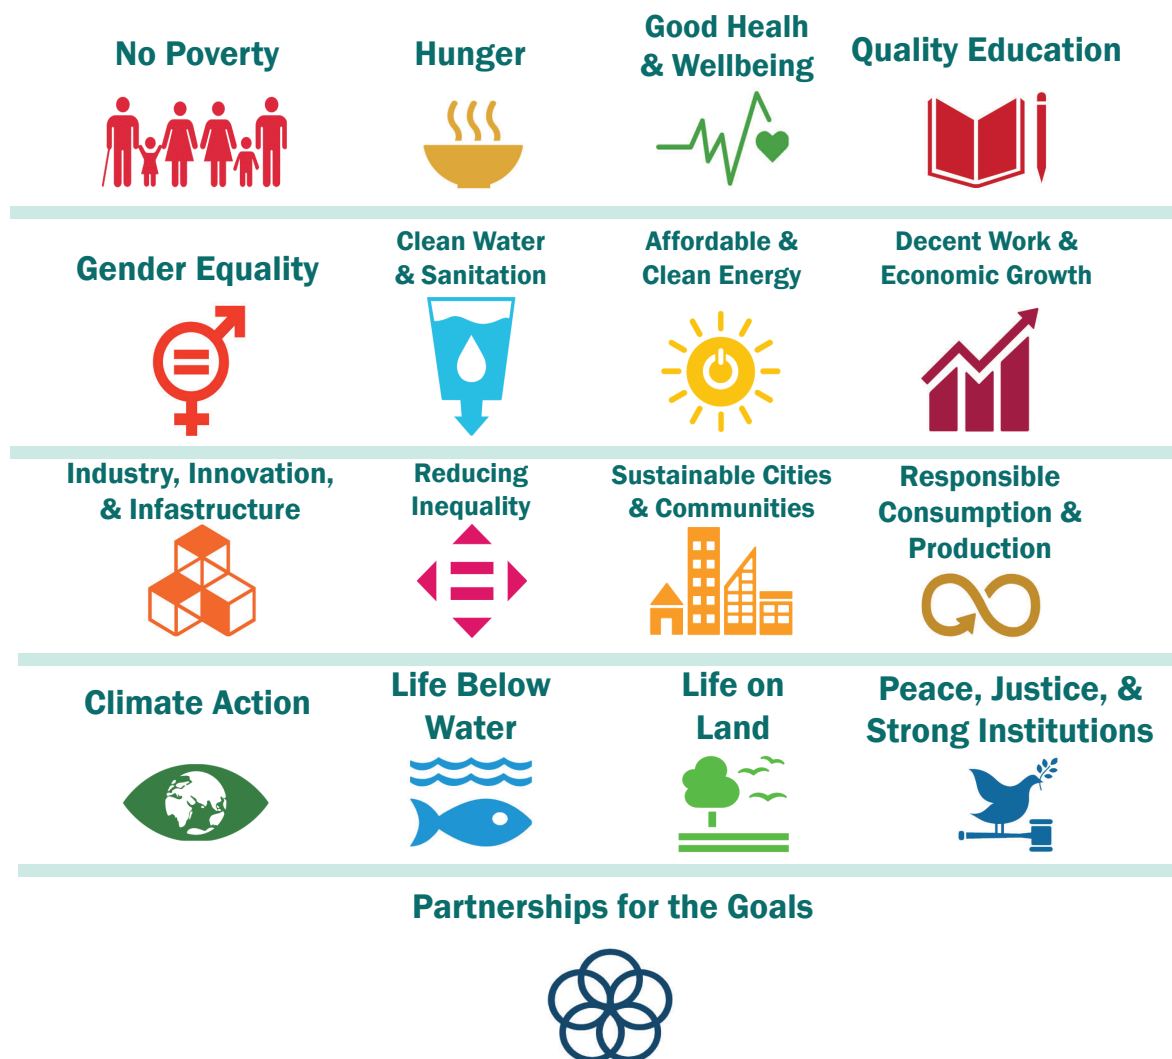 No Poverty
Hunger
Good Healh
& Wellbeing
Quality Education
Gender Equality
Clean Water
& Sanitation
Affordable &
Clean Energy
Decent Work &
Economic Growth
Industry, Innovation,
& Infastructure
Reducing
Inequality
Sustainable Cities
& Communities
Responsible
Consumption &
Production
Climate Action
Life Below
Water
Life on
Land
Peace, Justice, &
Strong Institutions
Partnerships for the Goals